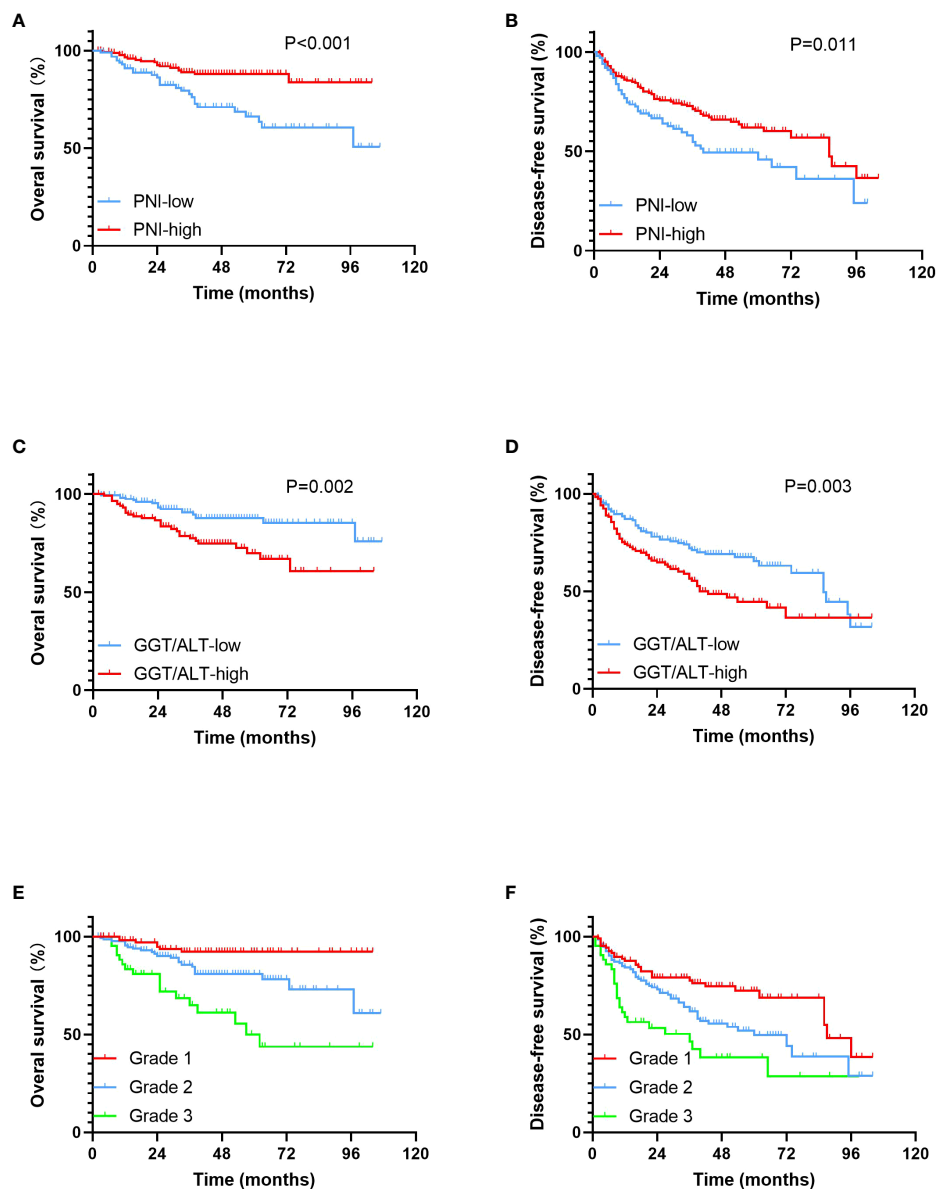 A
P<0.001
Overal survival (%)
100
50
0
PNI-low
PNI-high
0 24 48 72 96 120
Time (months)
B
P=0.011
Disease-free survival (%)
100
50
0
PNI-low
PNI-high
0 24 48 72 96 120
Time (months)
C
P=0.002
Overal survival (%)
100
50
0
GGT/ALT-low
GGT/ALT-high
0 24 48 72 96 120
Time (months)
D
P=0.003
Disease-free survival (%)
100
50
0
GGT/ALT-low
GGT/ALT-high
0 24 48 72 96 120
Time (months)
E
Overal survival (%)
100
50
0
Grade 1
Grade 2
Grade 3
0 24 48 72 96 120
Time (months)
F
Disease-free survival (%)
100
50
0
Grade 1
Grade 2
Grade 3
0 24 48 72 96 120
Time (months)